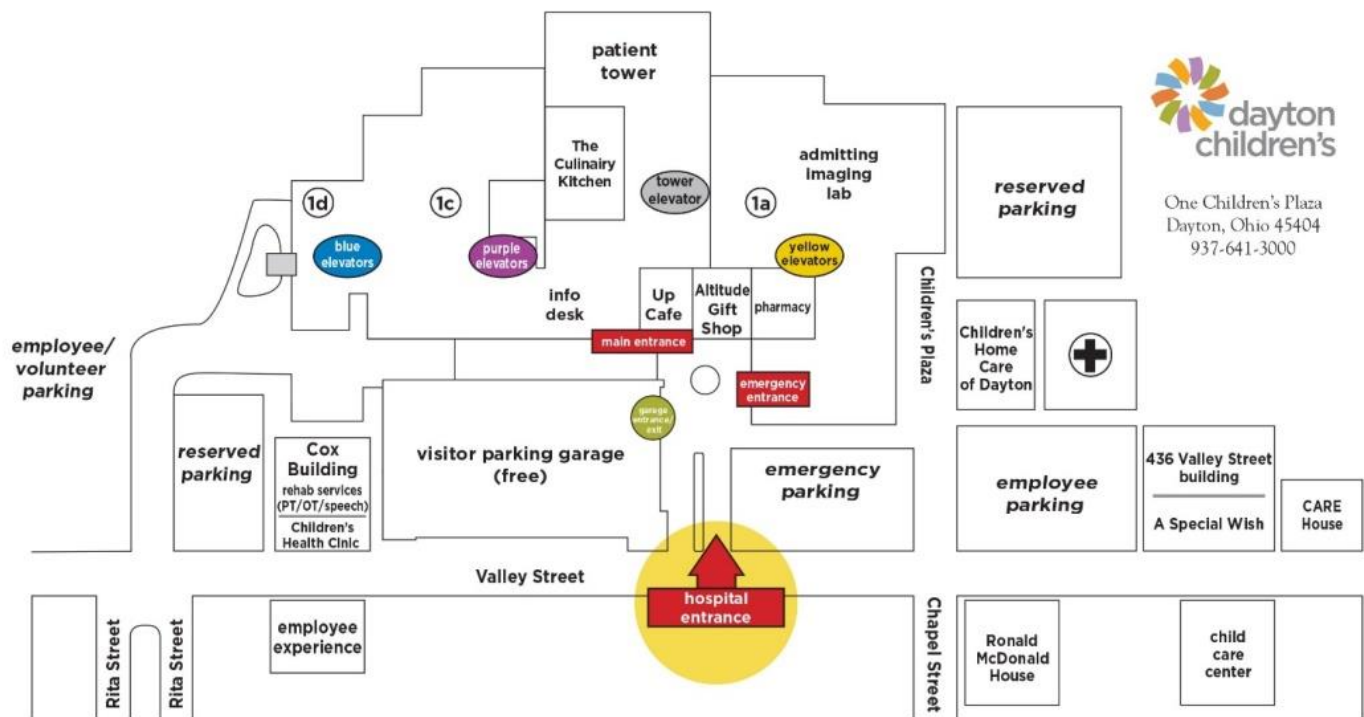 patient
tower
The
Culinairy
Kitchen
tower
elevator
admitting
imaging
lab
1d
1c
1a
blue
elevators
purple
elevators
yellow
elevators
info
desk
Up
Cafe
Altitude
Gift
Shop
pharmacy
main entrance
emergency
entrance
garage
entrance/
exit
Children's Plaza
reserved
parking
dayton
children's
One Children's Plaza
Dayton, Ohio 45404
937-641-3000
Children's
Home
Care
of Dayton
employee/
volunteer
parking
reserved
parking
Cox
Building
rehab services
(PT/OT/speech)
Children's
Health Clinic
visitor parking garage
(free)
emergency
parking
employee
parking
436 Valley Street
building
A Special Wish
CARE
House
Valley Street
hospital
entrance
Rita Street
Rita Street
employee
experience
Chapel Street
Ronald
McDonald
House
child
care
center